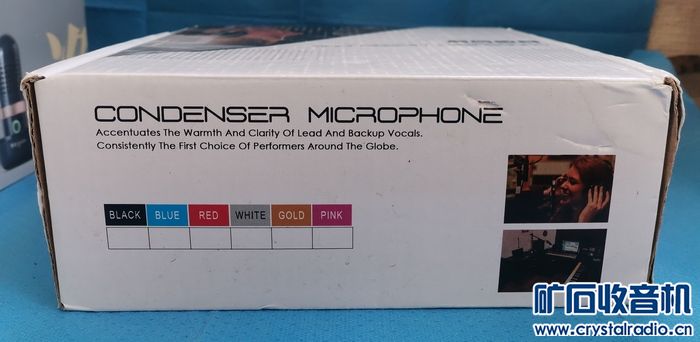 CONDENSER MICROPHONE
Accentuates The Warmth And Clarity Of Lead And Backup Vocals.
Consistently The First Choice Of Performers Around The Globe.
BLACK BLUE RED WHITE GOLD PINK
矿石收音机
www.crystalradio.cn